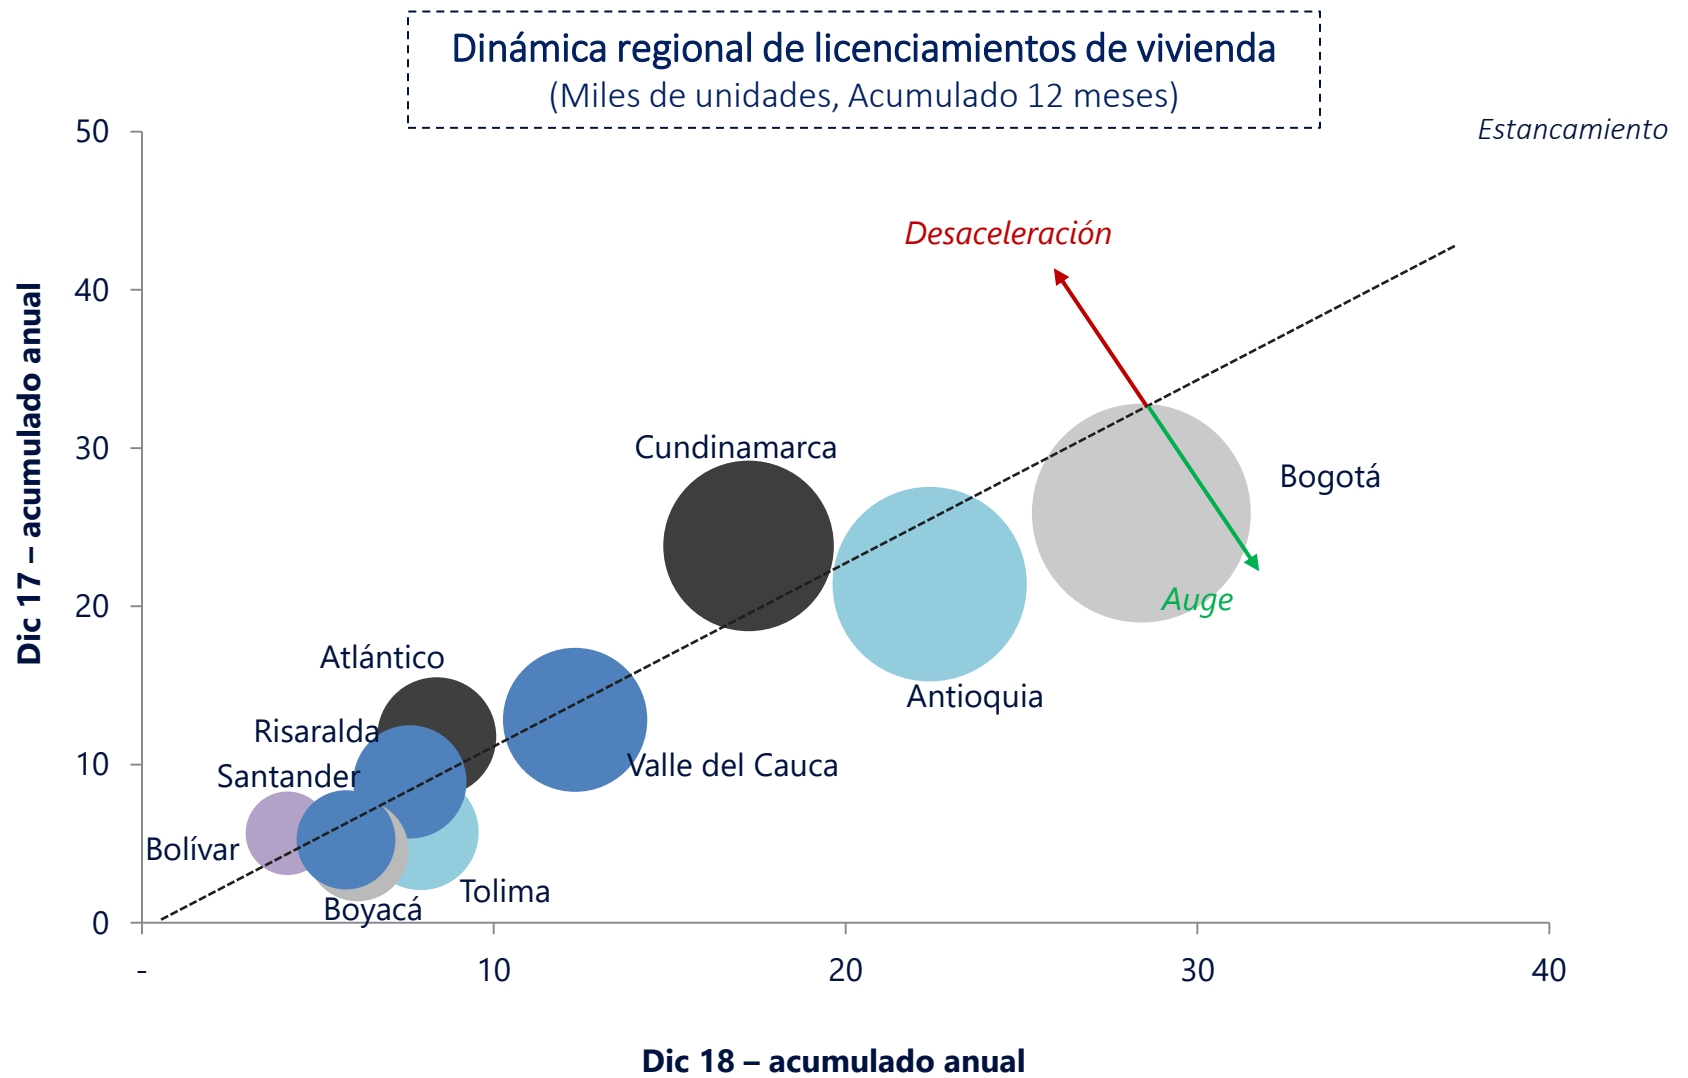 Dinámica regional de licenciamientos de vivienda
(Miles de unidades, Acumulado 12 meses)
50
Estancamiento
Desaceleración
40
Dic 17 – acumulado anual
30
Cundinamarca
Bogotá
20
Auge
Atlántico
Antioquia
Risaralda
Santander
10
Valle del Cauca
Bolívar
Tolima
Boyacá
0
-
10
20
30
40
Dic 18 – acumulado anual